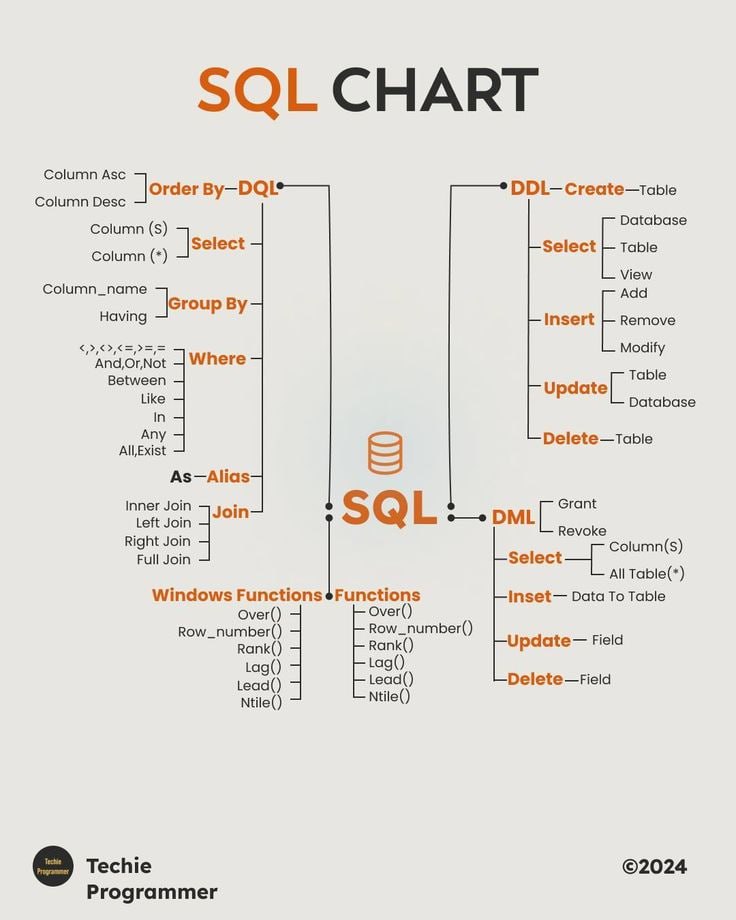 SQL CHART
Column Asc
Column Desc
Order By
DQL
Column (S)
Column (*)
Select
Column_name
Having
Group By
<,>,<>,<=,>=,=
And,Or,Not
Between
Like
In
Any
All,Exist
Where
As
Alias
Inner Join
Left Join
Right Join
Full Join
Join
DDL
Create
Table
Select
Database
Table
View
Insert
Add
Remove
Modify
Update
Table
Database
Delete
Table
SQL
DML
Grant
Revoke
Select
Column(S)
All Table(*)
Inset
Data To Table
Update
Field
Delete
Field
Windows Functions
Over()
Row_number()
Rank()
Lag()
Lead()
Ntile()
Functions
Over()
Row_number()
Rank()
Lag()
Lead()
Ntile()
Techie
Programmer
Techie
Programmer
©2024